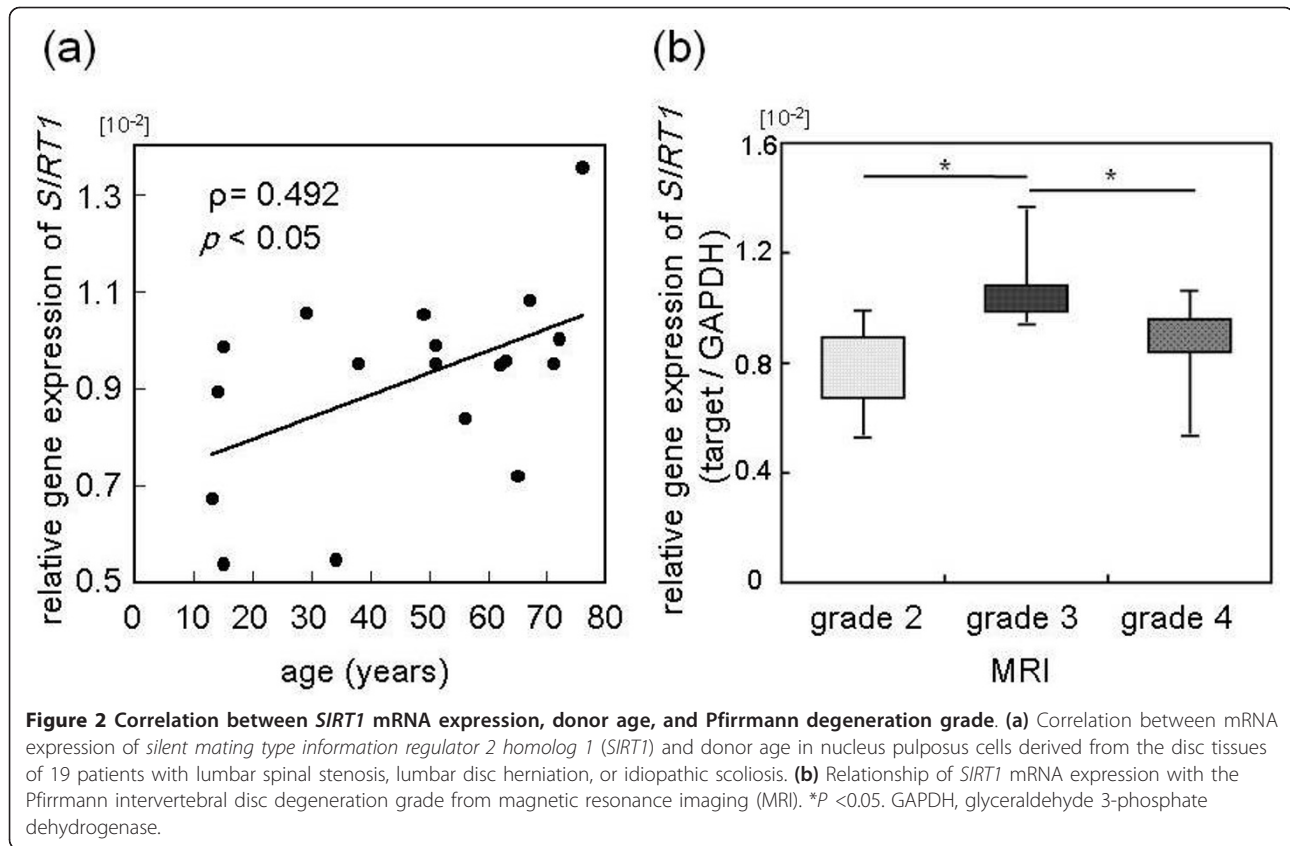 (a)
relative gene expression of SIRT1
[10-2]
1.3
1.1
0.9
0.7
0.5
ρ= 0.492
p < 0.05
0 10 20 30 40 50 60 70 80
age (years)
(b)
relative gene expression of SIRT1
(target / GAPDH)
[10-2]
1.6
1.2
0.8
0.4
0
*
*
grade 2 grade 3 grade 4
MRI
Figure 2 Correlation between SIRT1 mRNA expression, donor age, and Pfirrmann degeneration grade. (a) Correlation between mRNA
expression of silent mating type information regulator 2 homolog 1 (SIRT1) and donor age in nucleus pulposus cells derived from the disc tissues
of 19 patients with lumbar spinal stenosis, lumbar disc herniation, or idiopathic scoliosis. (b) Relationship of SIRT1 mRNA expression with the
Pfirrmann intervertebral disc degeneration grade from magnetic resonance imaging (MRI). *P <0.05. GAPDH, glyceraldehyde 3-phosphate
dehydrogenase.